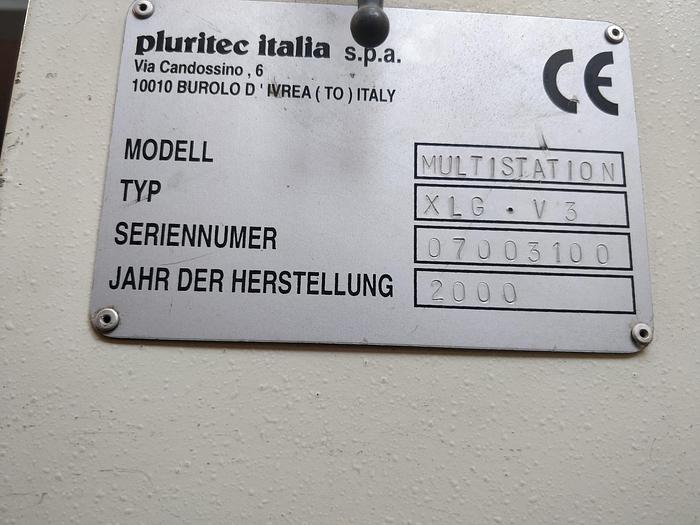 pluritec italia s.p.a.
Via Candossino , 6
10010 BUROLO D ' IVREA ( TO ) ITALY
CE
MODELL MULTISTATION
TYP XLG . V3
SERIENNUMER 07003100
JAHR DER HERSTELLUNG 2000